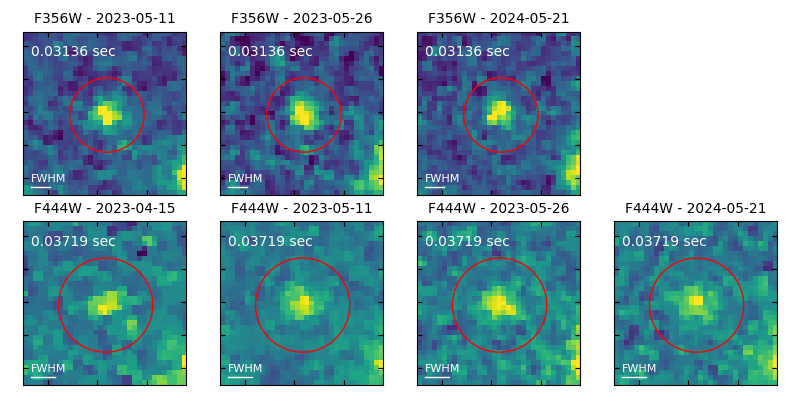 F356W - 2023-05-11
F356W - 2023-05-26
F356W - 2024-05-21
0.03136 sec
0.03136 sec
0.03136 sec
FWHM
FWHM
FWHM
F444W - 2023-04-15
F444W - 2023-05-11
F444W - 2023-05-26
F444W - 2024-05-21
0.03719 sec
0.03719 sec
0.03719 sec
0.03719 sec
FWHM
FWHM
FWHM
FWHM